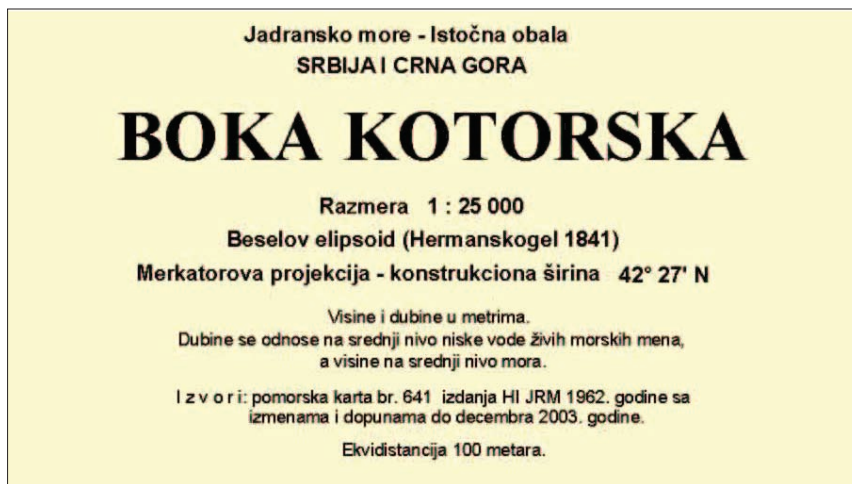 Jadransko more - Istočna obala
SRBIJA I CRNA GORA
BOKA KOTORSKA
Razmera 1 : 25 000
Beselov elipsoid (Hermanskogel 1841)
Merkatorova projekcija - konstrukciona širina 42° 27' N
Visine i dubine u metrima.
Dubine se odnose na srednji nivo niske vode živih morskih mena,
a visine na srednji nivo mora.
I z v o r i: pomorska karta br. 641 izdanja HI JRM 1962. godine sa
izmenama i dopunama do decembra 2003. godine.
Ekvidistancija 100 metara.